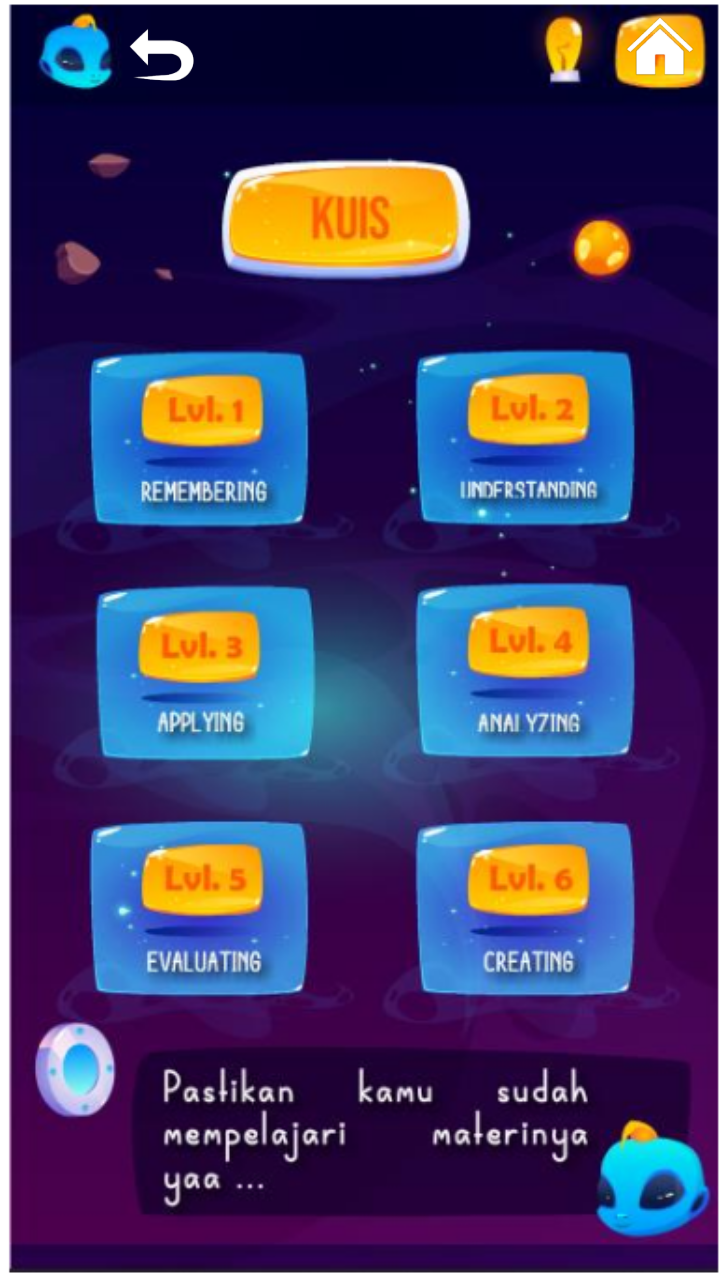 KUIS
Lvl. 1
REMEMBERING
Lvl. 2
UNDERSTANDING
Lvl. 3
APPLYING
Lvl. 4
ANALYZING
Lvl. 5
EVALUATING
Lvl. 6
CREATING
Pastikan kamu sudah
mempelajari materinya
yaa ...